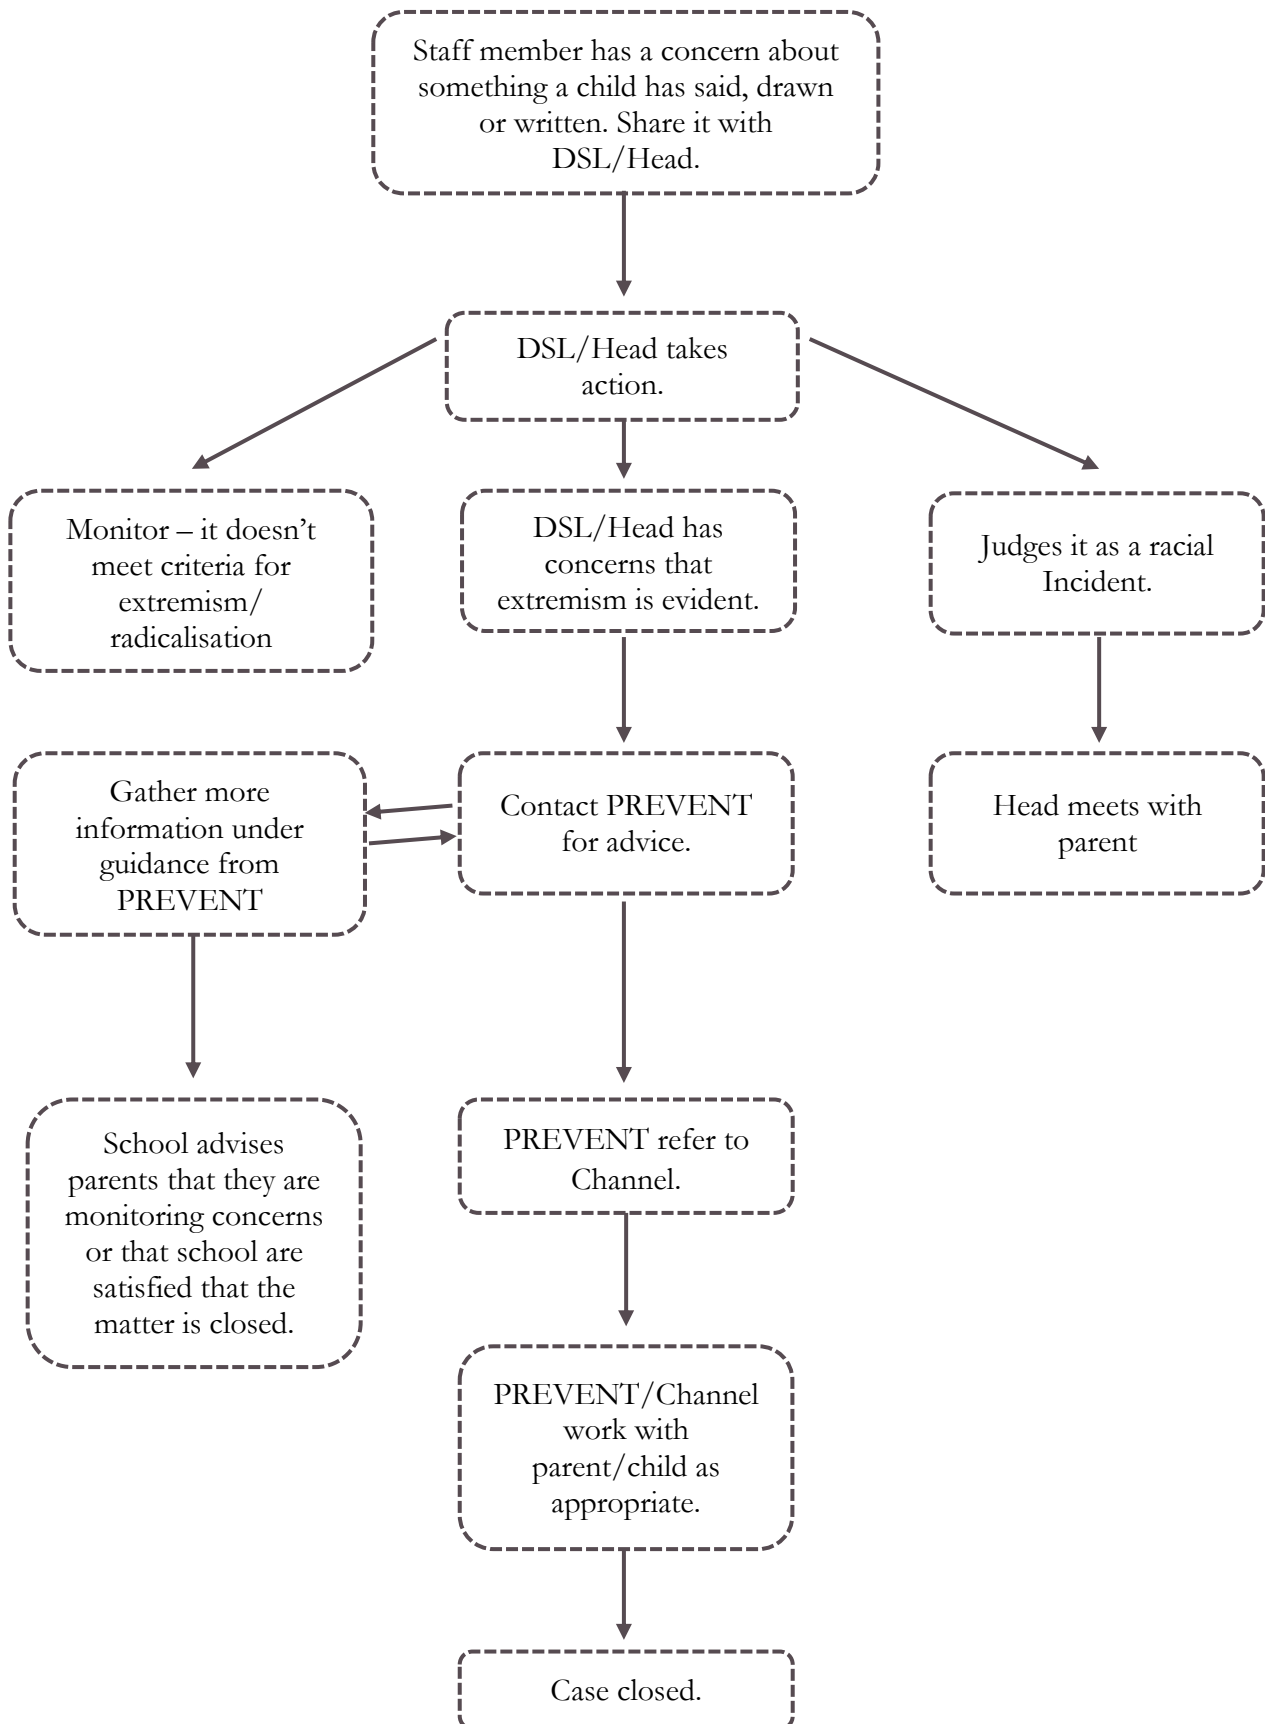 Staff member has a concern about
something a child has said, drawn
or written. Share it with
DSL/Head.
DSL/Head takes
action.
Monitor – it doesn’t
meet criteria for
extremism/
radicalisation
DSL/Head has
concerns that
extremism is evident.
Judges it as a racial
Incident.
Gather more
information under
guidance from
PREVENT
Contact PREVENT
for advice.
Head meets with
parent
School advises
parents that they are
monitoring concerns
or that school are
satisfied that the
matter is closed.
PREVENT refer to
Channel.
PREVENT/Channel
work with
parent/child as
appropriate.
Case closed.